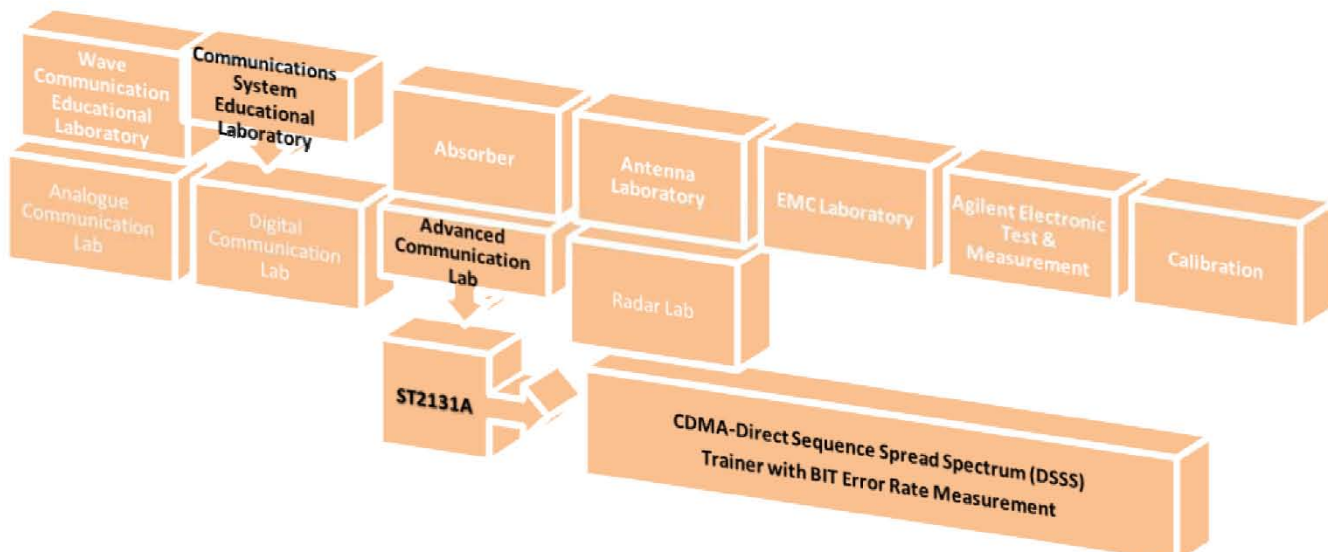 Wave
Communication
Educational
Laboratory
Communications
System
Educational
Laboratory
Absorber
Antenna
Laboratory
EMC Laboratory
Agilent Electronic
Test &
Measurement
Calibration
Analogue
Communication
Lab
Digital
Communication
Lab
Advanced
Communication
Lab
Radar Lab
ST2131A
CDMA-Direct Sequence Spread Spectrum (DSSS)
Trainer with BIT Error Rate Measurement